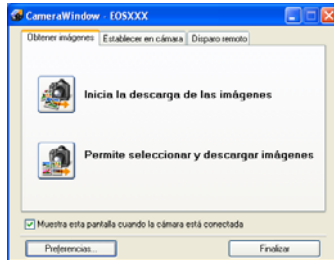 CameraWindow - EOSXXX
Obtener imágenes Establecer en cámara Disparo remoto
Inicia la descarga de las imágenes
Permite seleccionar y descargar imágenes
Muestra esta pantalla cuando la cámara está conectada
Preferencias... Finalizar